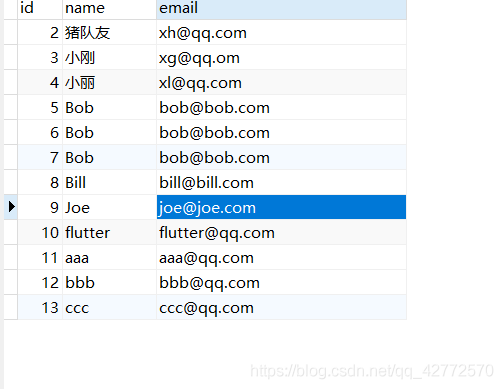 id name email
2 猪队友 xh@qq.com
3 小刚 xg@qq.om
4 小丽 xl@qq.com
5 Bob bob@bob.com
6 Bob bob@bob.com
7 Bob bob@bob.com
8 Bill bill@bill.com
9 Joe joe@joe.com
10 flutter flutter@qq.com
11 aaa aaa@qq.com
12 bbb bbb@qq.com
13 ccc ccc@qq.com
https://blog.csdn.net/qq_42772570